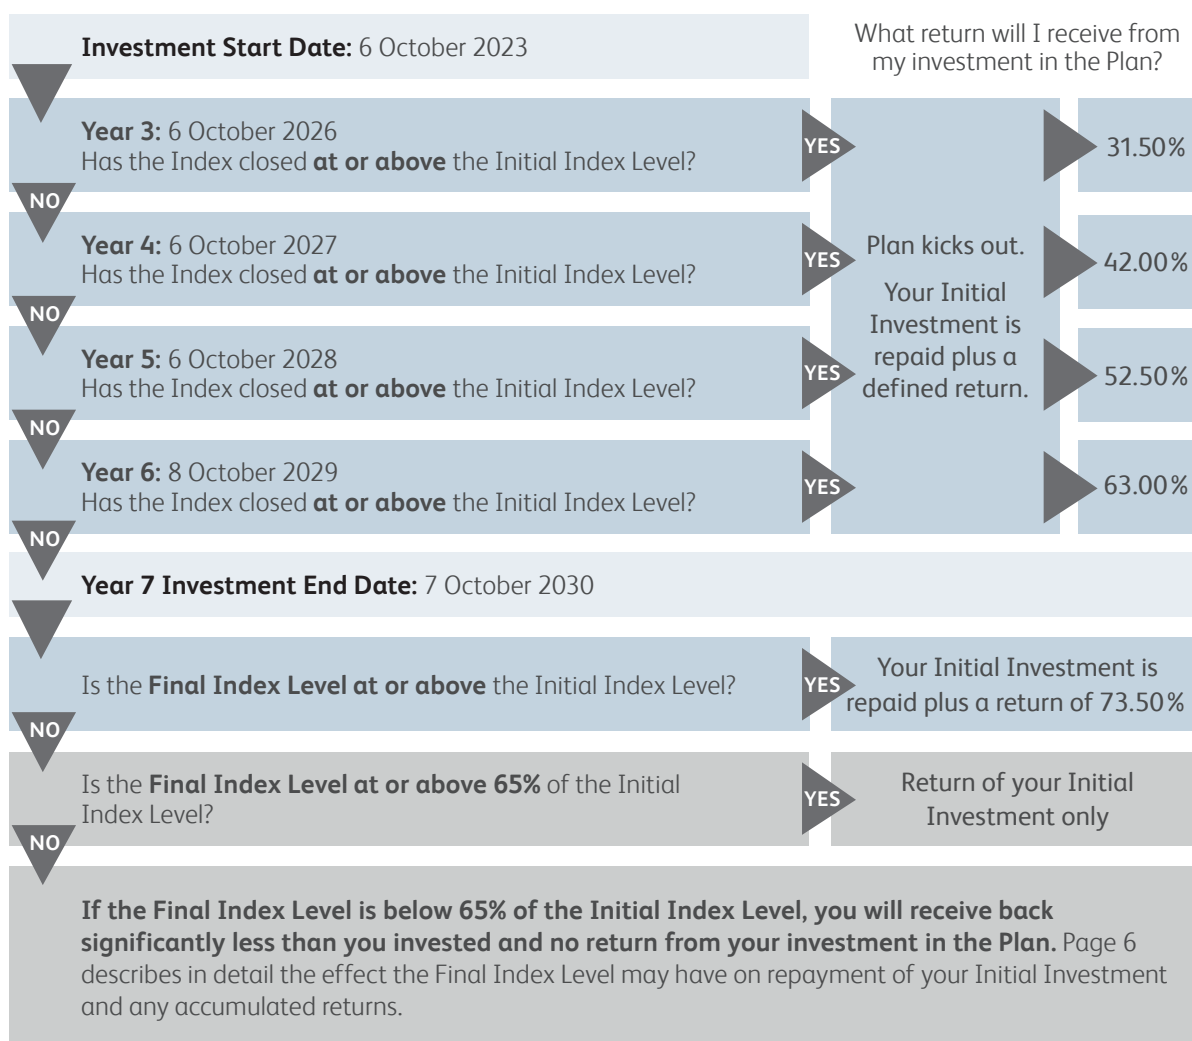 Investment Start Date: 6 October 2023
What return will I receive from
my investment in the Plan?
Year 3: 6 October 2026
Has the Index closed at or above the Initial Index Level?
YES
31.50%
NO
Year 4: 6 October 2027
Has the Index closed at or above the Initial Index Level?
YES
42.00%
NO
Year 5: 6 October 2028
Has the Index closed at or above the Initial Index Level?
YES
52.50%
NO
Year 6: 8 October 2029
Has the Index closed at or above the Initial Index Level?
YES
63.00%
Plan kicks out.
Your Initial
Investment is
repaid plus a
defined return.
NO
Year 7 Investment End Date: 7 October 2030
Is the Final Index Level at or above the Initial Index Level?
YES
Your Initial Investment is
repaid plus a return of 73.50%
NO
Is the Final Index Level at or above 65% of the Initial
Index Level?
YES
Return of your Initial
Investment only
NO
If the Final Index Level is below 65% of the Initial Index Level, you will receive back
significantly less than you invested and no return from your investment in the Plan. Page 6
describes in detail the effect the Final Index Level may have on repayment of your Initial Investment
and any accumulated returns.